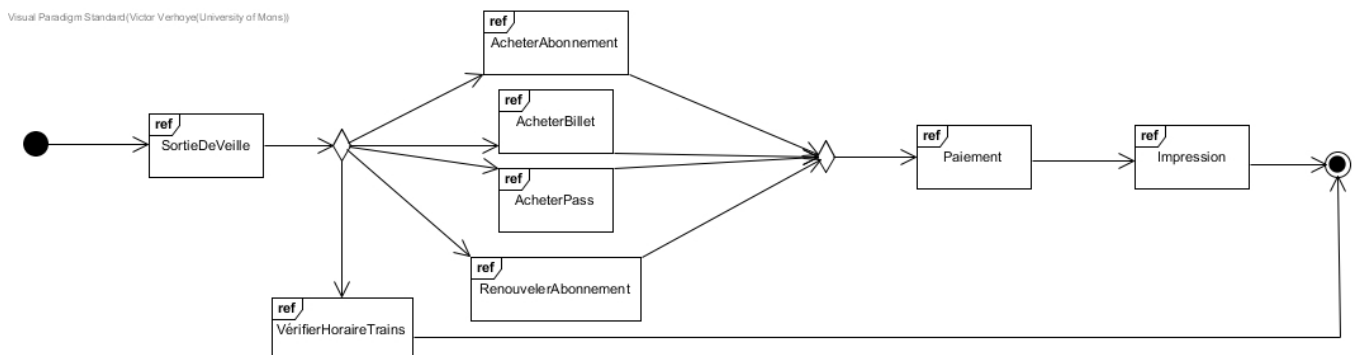 Visual Paradigm Standard(Victor Verhoye(University of Mons))
ref
AcheterAbonnement
ref
AcheterBillet
ref
SortieDeVeille
ref
Paiement
ref
Impression
ref
AcheterPass
ref
RenouvelerAbonnement
ref
VérifierHoraireTrains